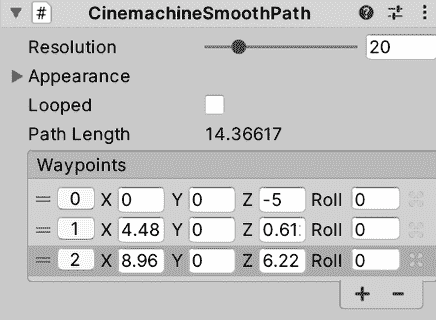 # CinemachineSmoothPath
Resolution 20
Appearance
Looped
Path Length 14.36617
Waypoints
0 X 0 Y 0 Z -5 Roll 0
1 X 4.48 Y 0 Z 0.61 Roll 0
2 X 8.96 Y 0 Z 6.22 Roll 0
+ −